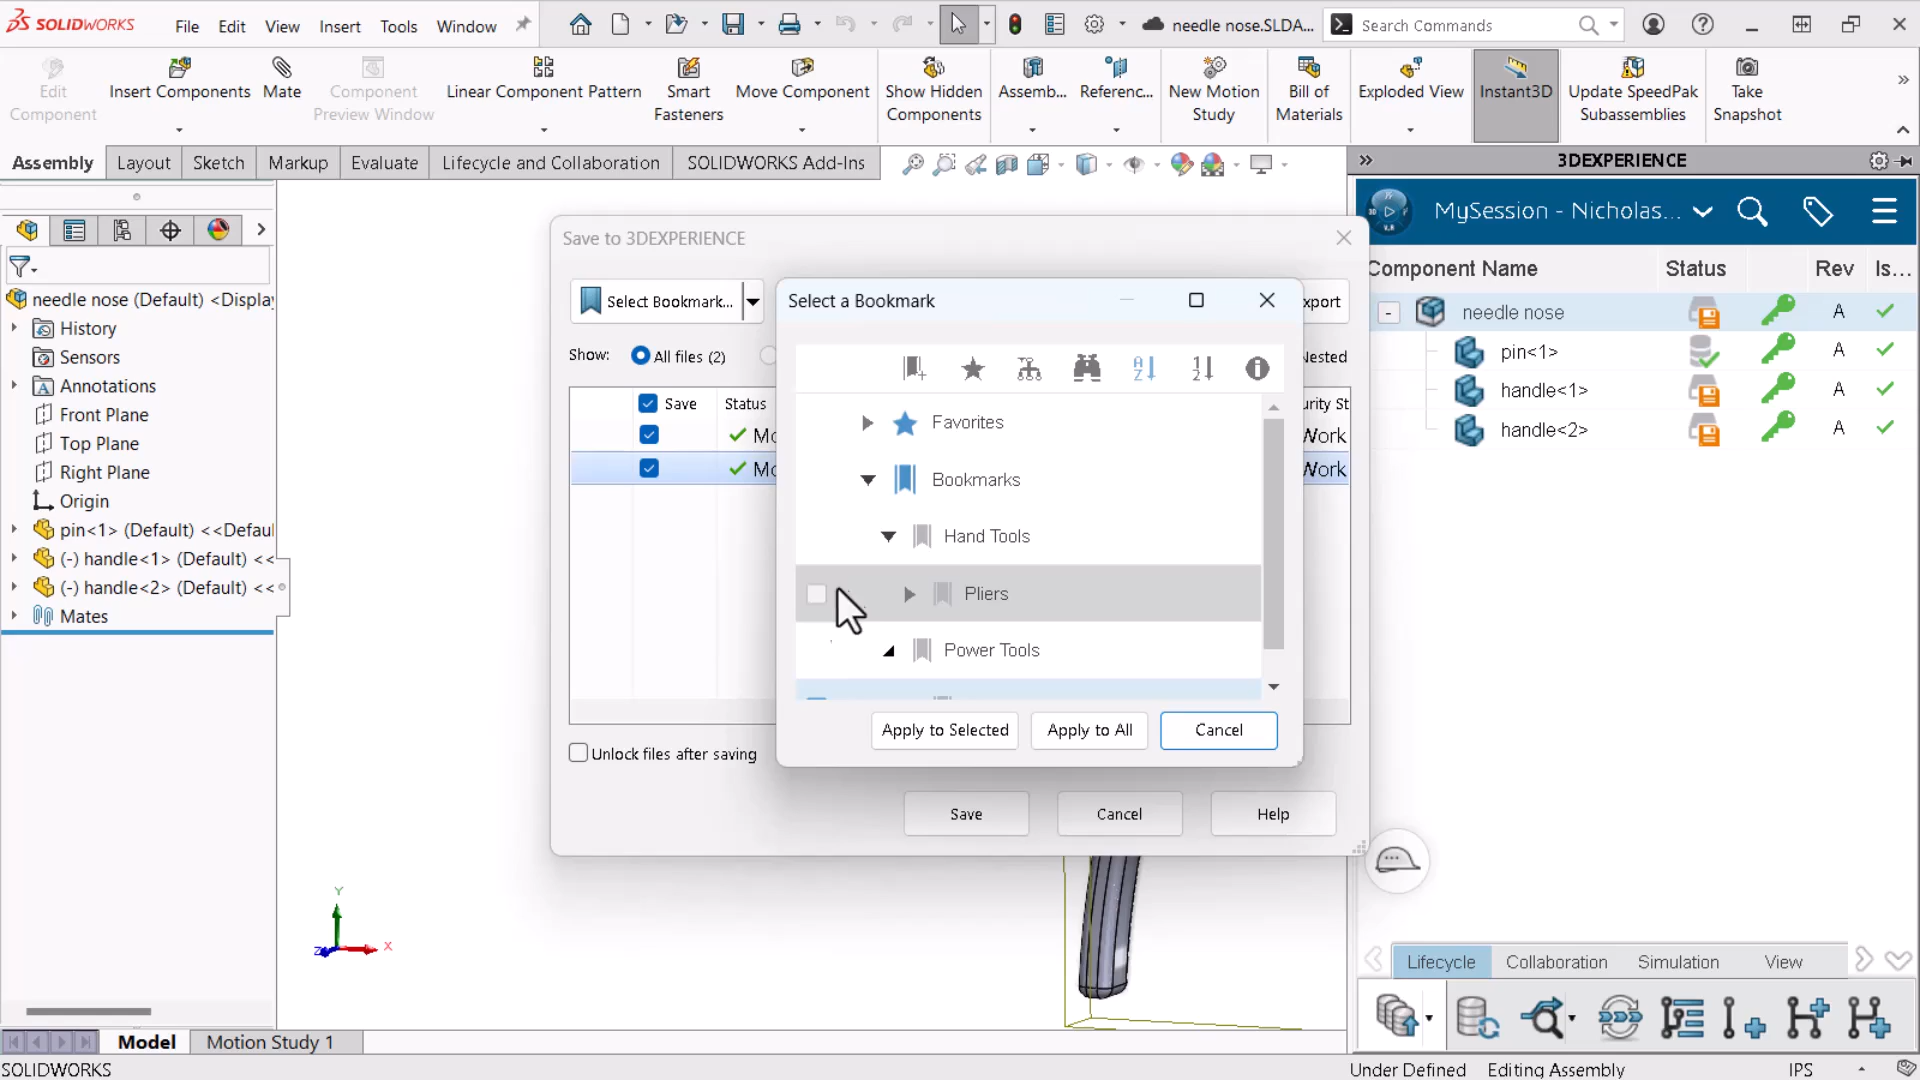 SOLIDWORKS File Edit View Insert Tools Window needle nose.SLDA... Search Commands
Edit Component
Insert Components
Mate
Component Preview Window
Linear Component Pattern
Smart Fasteners
Move Component
Show Hidden Components
Assemb...
Referenc...
New Motion Study
Bill of Materials
Exploded View
Instant3D
Update SpeedPak Subassemblies
Take Snapshot
Assembly Layout Sketch Markup Evaluate Lifecycle and Collaboration SOLIDWORKS Add-Ins
3DEXPERIENCE
MySession - Nicholas...
Component Name Status Rev Is...
needle nose A
pin<1> A
handle<1> A
handle<2> A
needle nose (Default) <Display
History
Sensors
Annotations
Front Plane
Top Plane
Right Plane
Origin
pin<1> (Default) <<Defaul
(-) handle<1> (Default) <<
(-) handle<2> (Default) <<
Mates
Save to 3DEXPERIENCE
Select Bookmark...
xport
Show: All files (2)
Nested
Save Status
urity St
Mo
Work
Mo
Work
Unlock files after saving
Save Cancel Help
Select a Bookmark
Favorites
Bookmarks
Hand Tools
Pliers
Power Tools
Apply to Selected Apply to All Cancel
Y
X
Z
Lifecycle Collaboration Simulation View
Model Motion Study 1
SOLIDWORKS Under Defined Editing Assembly IPS